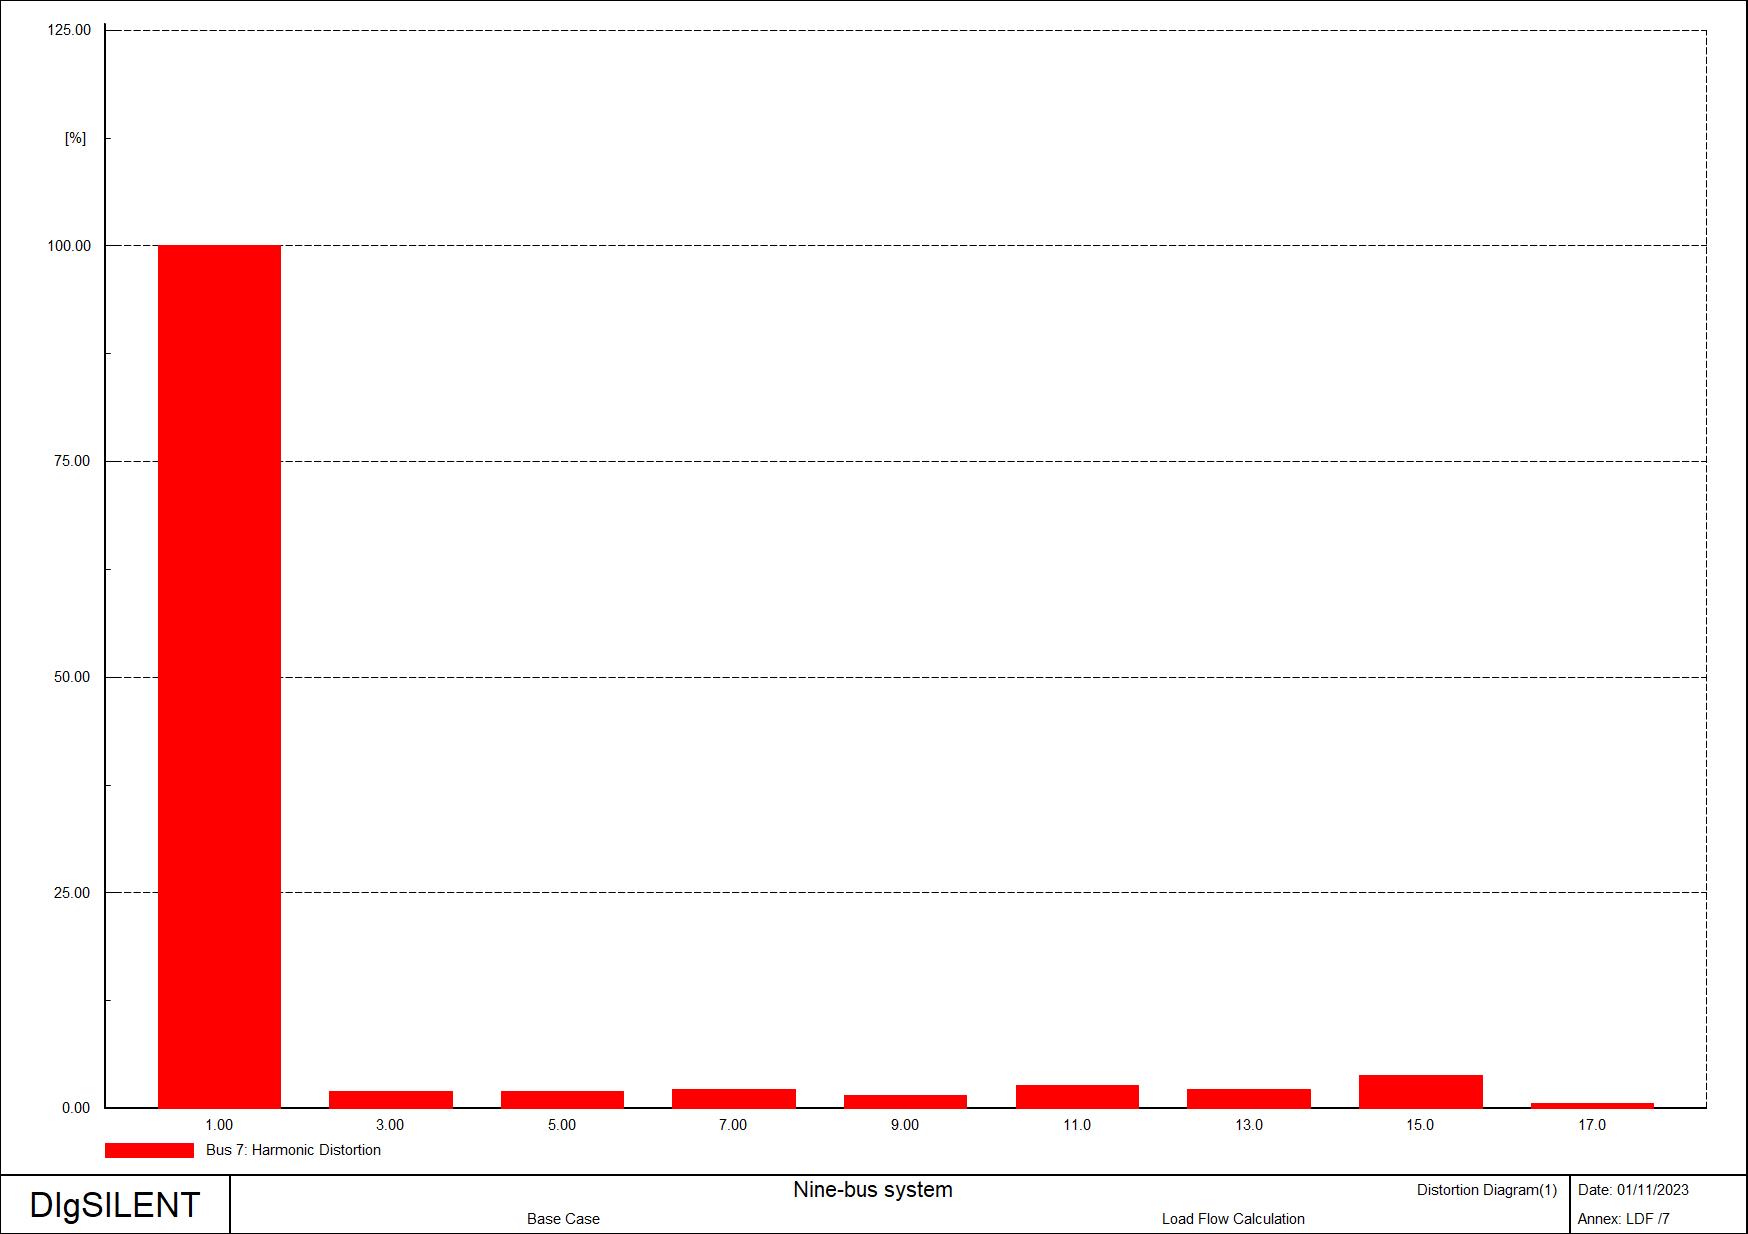 125.00
[%]
100.00
75.00
50.00
25.00
0.00
1.00 3.00 5.00 7.00 9.00 11.0 13.0 15.0 17.0
Bus 7: Harmonic Distortion
DIgSILENT
Nine-bus system
Base Case
Distortion Diagram(1)
Load Flow Calculation
Date: 01/11/2023
Annex: LDF /7